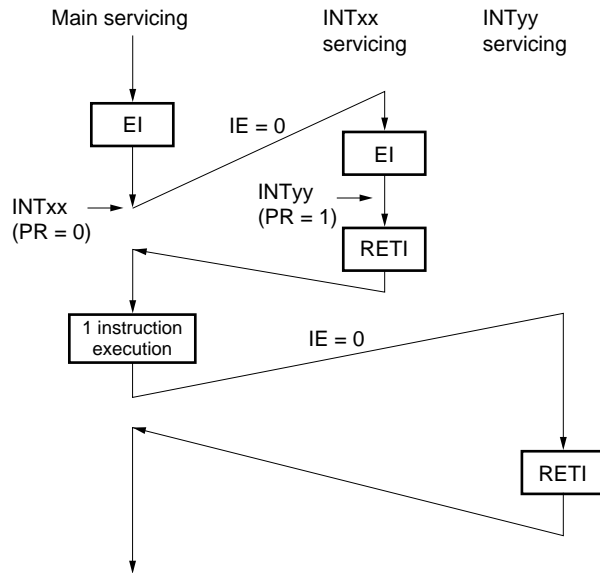 Main servicing
INTxx
servicing
INTyy
servicing
EI
IE = 0
EI
INTxx
(PR = 0)
INTyy
(PR = 1)
RETI
1 instruction
execution
IE = 0
RETI